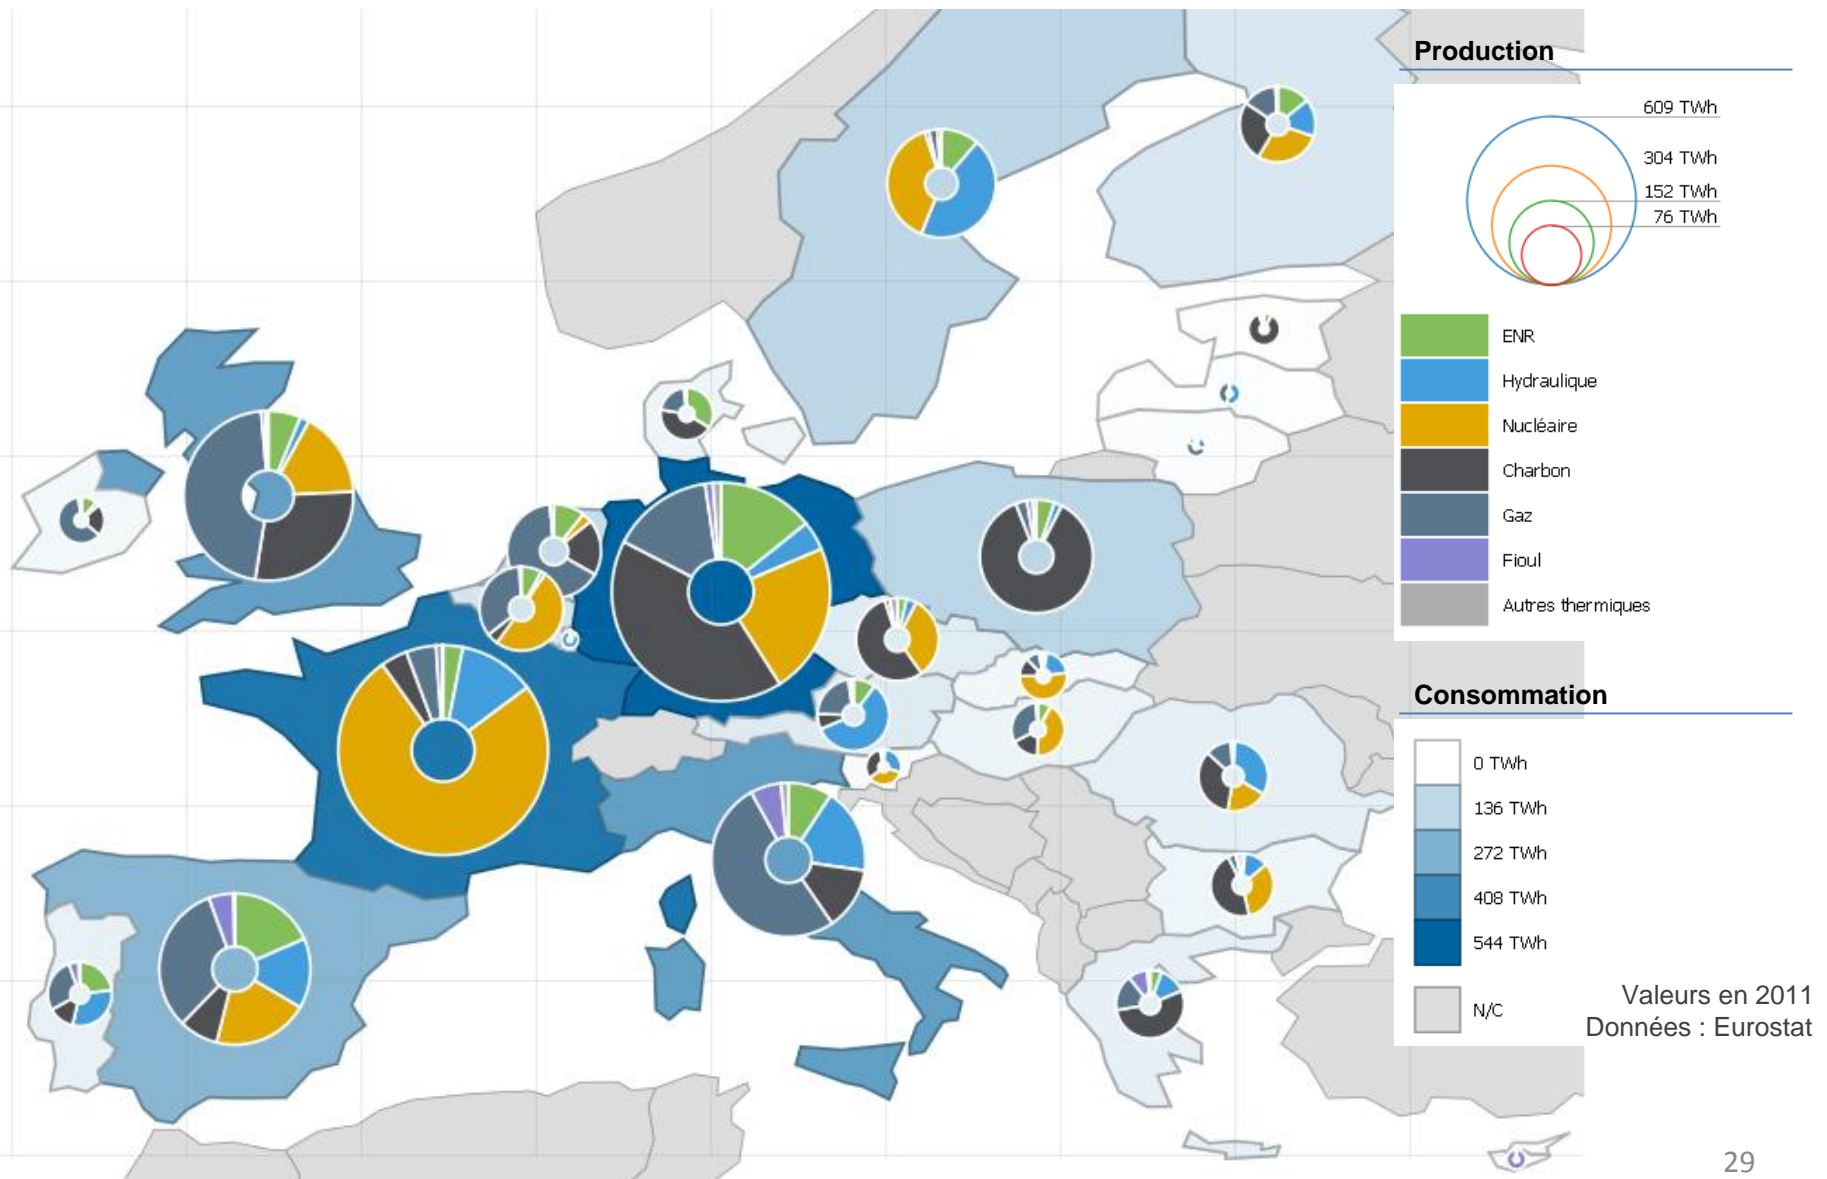 Production
609 TWh
304 TWh
152 TWh
76 TWh
ENR
Hydraulique
Nucléaire
Charbon
Gaz
Fioul
Autres thermiques
Consommation
0 TWh
136 TWh
272 TWh
408 TWh
544 TWh
N/C
Valeurs en 2011
Données : Eurostat
29